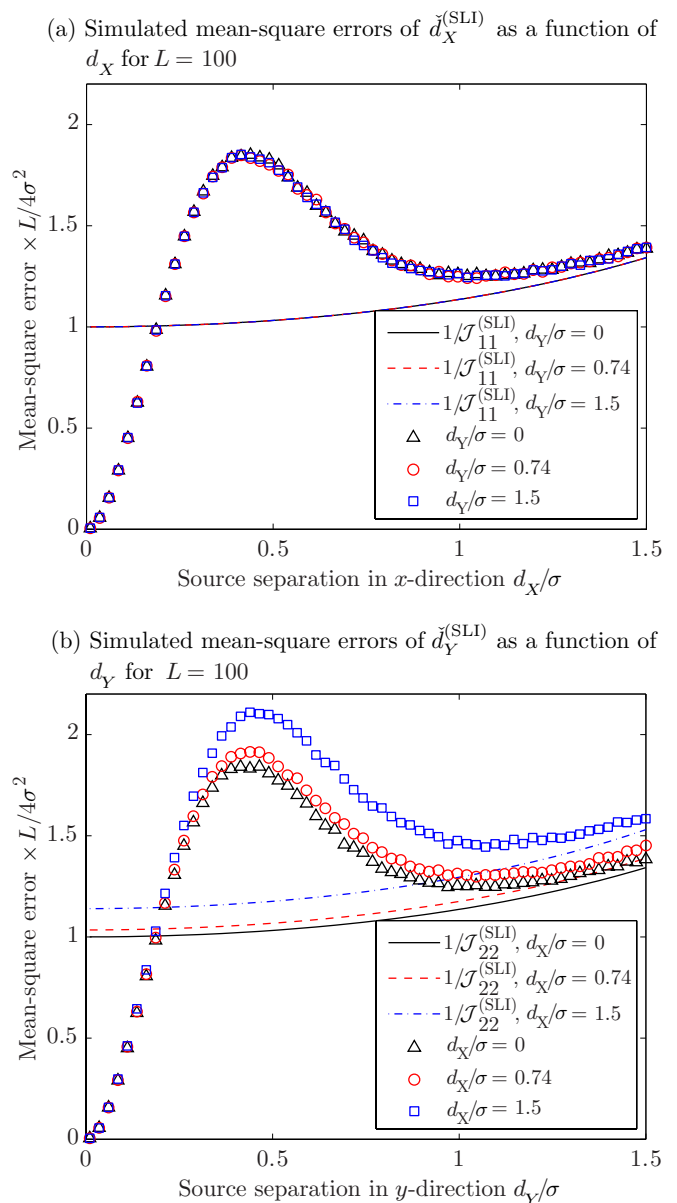 (a) Simulated mean-square errors of ď_X^(SLI) as a function of
d_X for L = 100
Mean-square error × L/4σ²
2
1.5
1
0.5
0
0
0.5
1
1.5
1/𝒥_11^(SLI), d_Y/σ = 0
1/𝒥_11^(SLI), d_Y/σ = 0.74
1/𝒥_11^(SLI), d_Y/σ = 1.5
d_Y/σ = 0
d_Y/σ = 0.74
d_Y/σ = 1.5
Source separation in x-direction d_X/σ
(b) Simulated mean-square errors of ď_Y^(SLI) as a function of
d_Y for L = 100
Mean-square error × L/4σ²
2
1.5
1
0.5
0
0
0.5
1
1.5
1/𝒥_22^(SLI), d_X/σ = 0
1/𝒥_22^(SLI), d_X/σ = 0.74
1/𝒥_22^(SLI), d_X/σ = 1.5
d_X/σ = 0
d_X/σ = 0.74
d_X/σ = 1.5
Source separation in y-direction d_Y/σ